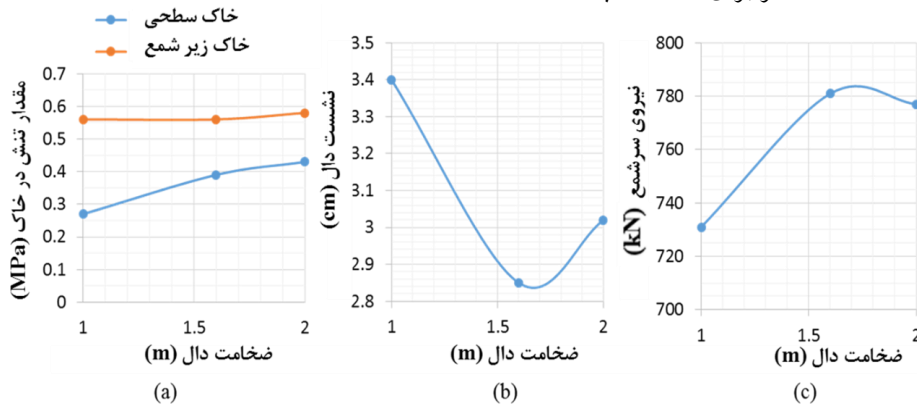 خاک سطحی
خاک زیر شمع
مقدار تنش در خاک (MPa)
0.7
0.6
0.5
0.4
0.3
0.2
0.1
0
1
1.5
2
ضخامت دال (m)
(a)
نشست دال (cm)
3.5
3.4
3.3
3.2
3.1
3
2.9
2.8
1
1.5
2
ضخامت دال (m)
(b)
نیروی سرشمع (kN)
800
780
760
740
720
700
1
1.5
2
ضخامت دال (m)
(c)